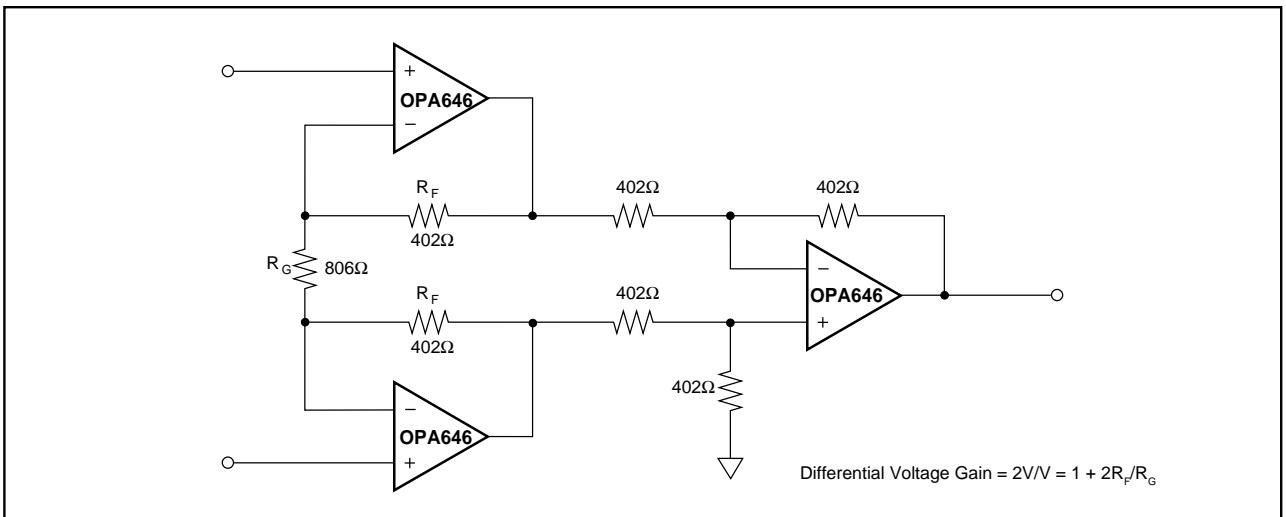 +
OPA646
−
R_F
402Ω
402Ω
402Ω
R_G
806Ω
−
OPA646
+
R_F
402Ω
402Ω
402Ω
−
OPA646
+
Differential Voltage Gain = 2V/V = 1 + 2R_F/R_G